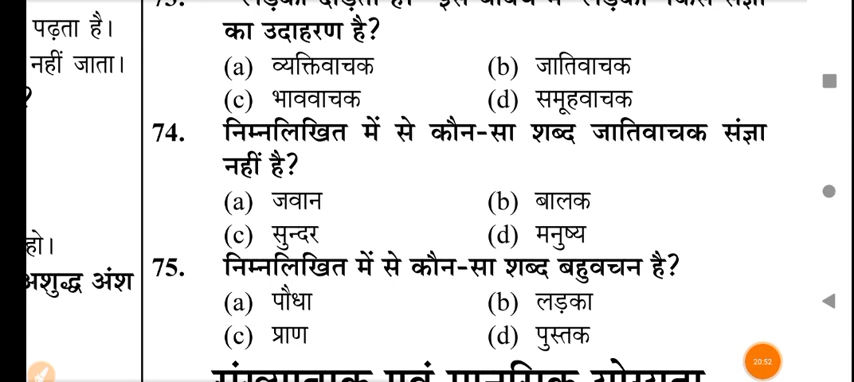 पढ़ता है।
नहीं जाता।
हो।
अशुद्ध अंश
का उदाहरण है?
(a) व्यक्तिवाचक (b) जातिवाचक
(c) भाववाचक (d) समूहवाचक
74. निम्नलिखित में से कौन-सा शब्द जातिवाचक संज्ञा
नहीं है?
(a) जवान (b) बालक
(c) सुन्दर (d) मनुष्य
75. निम्नलिखित में से कौन-सा शब्द बहुवचन है?
(a) पौधा (b) लड़का
(c) प्राण (d) पुस्तक
20:52